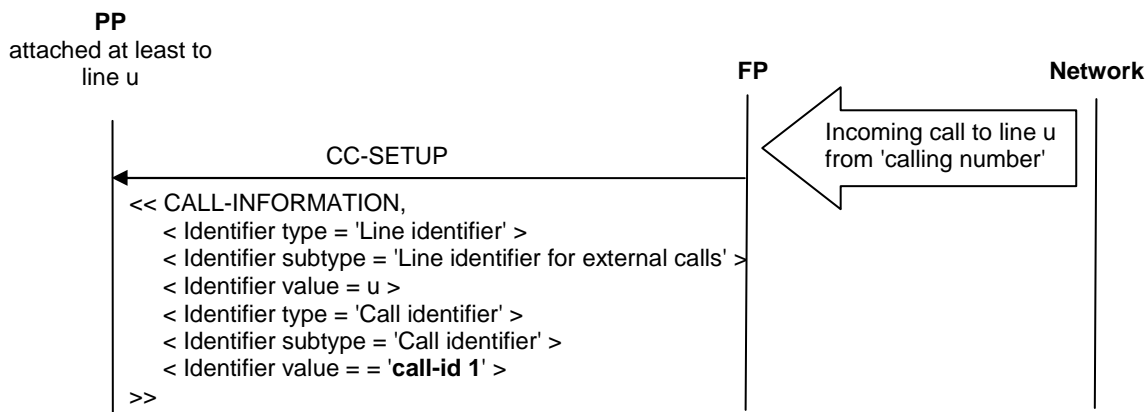 PP
attached at least to
line u
FP
Network
Incoming call to line u
from 'calling number'
CC-SETUP
<< CALL-INFORMATION,
< Identifier type = 'Line identifier' >
< Identifier subtype = 'Line identifier for external calls' >
< Identifier value = u >
< Identifier type = 'Call identifier' >
< Identifier subtype = 'Call identifier' >
< Identifier value = = 'call-id 1' >
>>